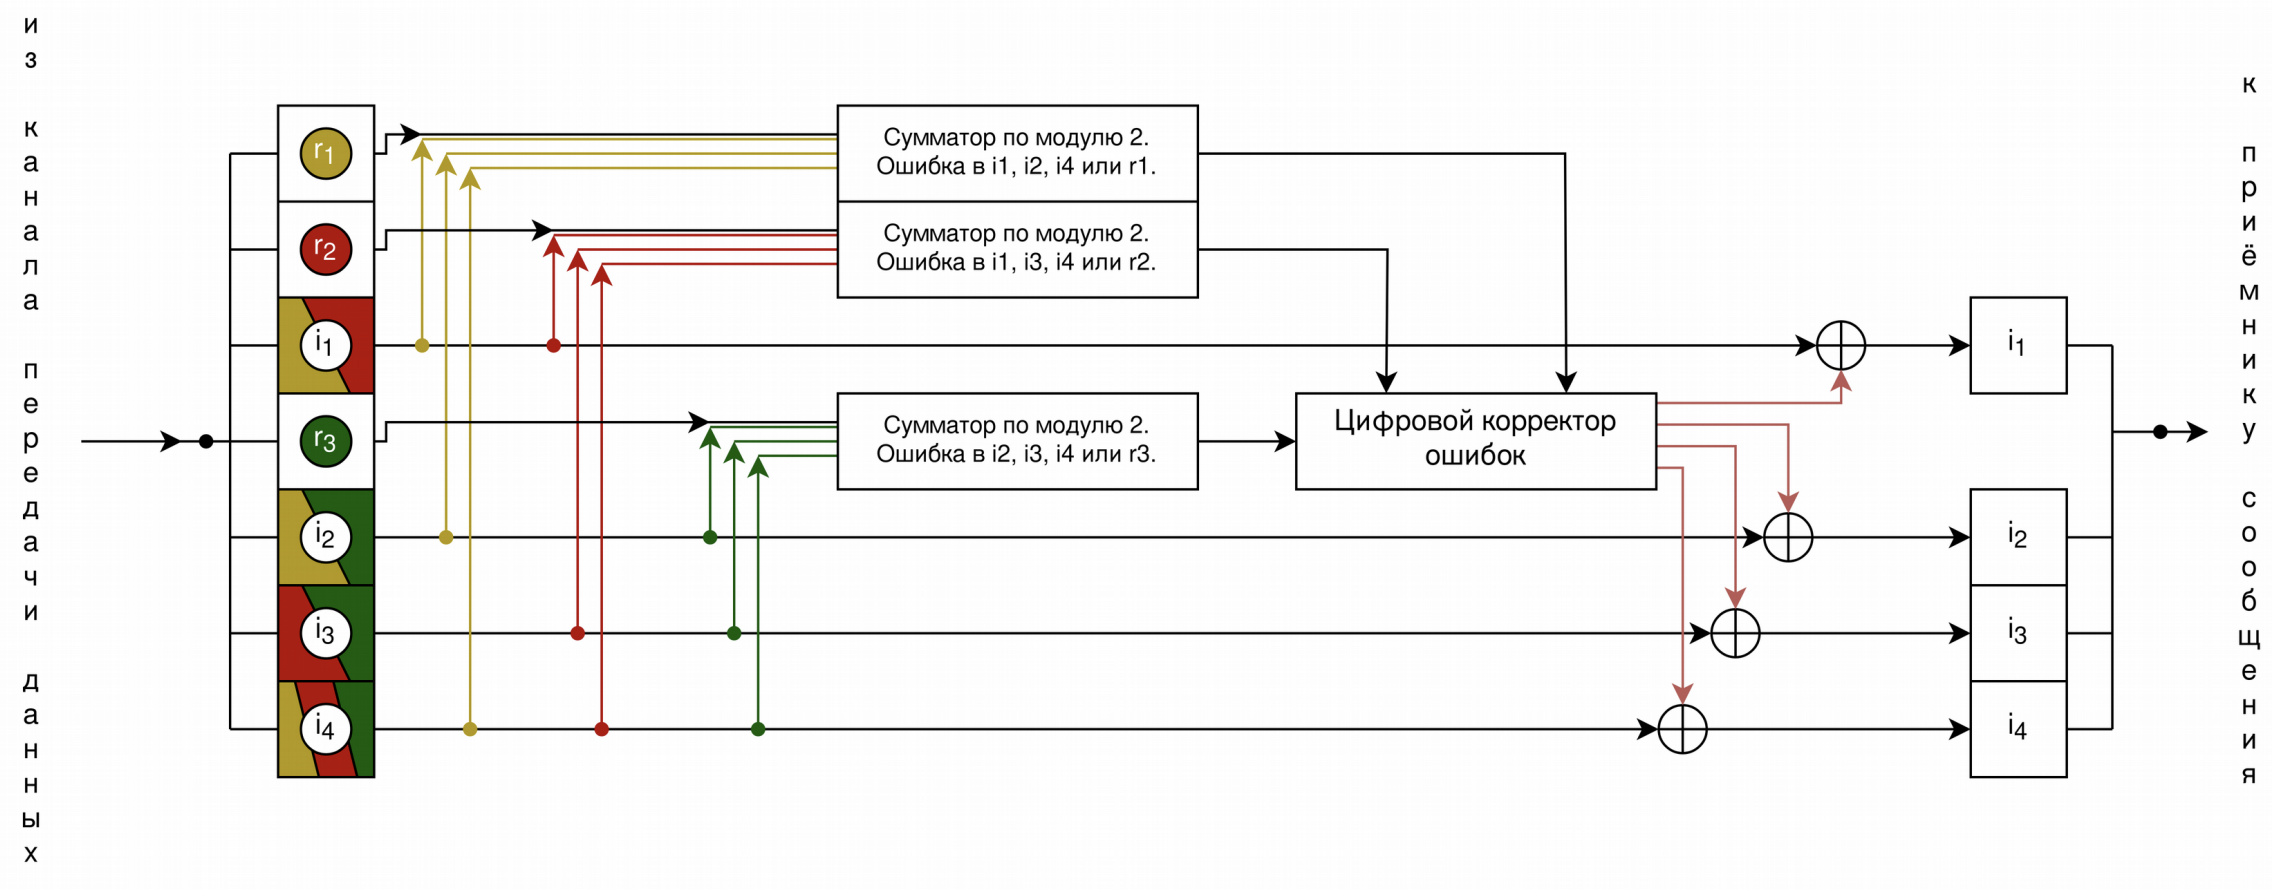 из канала передачи данных
r1
r2
i1
r3
i2
i3
i4
Сумматор по модулю 2.
Ошибка в i1, i2, i4 или r1.
Сумматор по модулю 2.
Ошибка в i1, i3, i4 или r2.
Сумматор по модулю 2.
Ошибка в i2, i3, i4 или r3.
Цифровой корректор
ошибок
i1
i2
i3
i4
к приёмнику сообщения